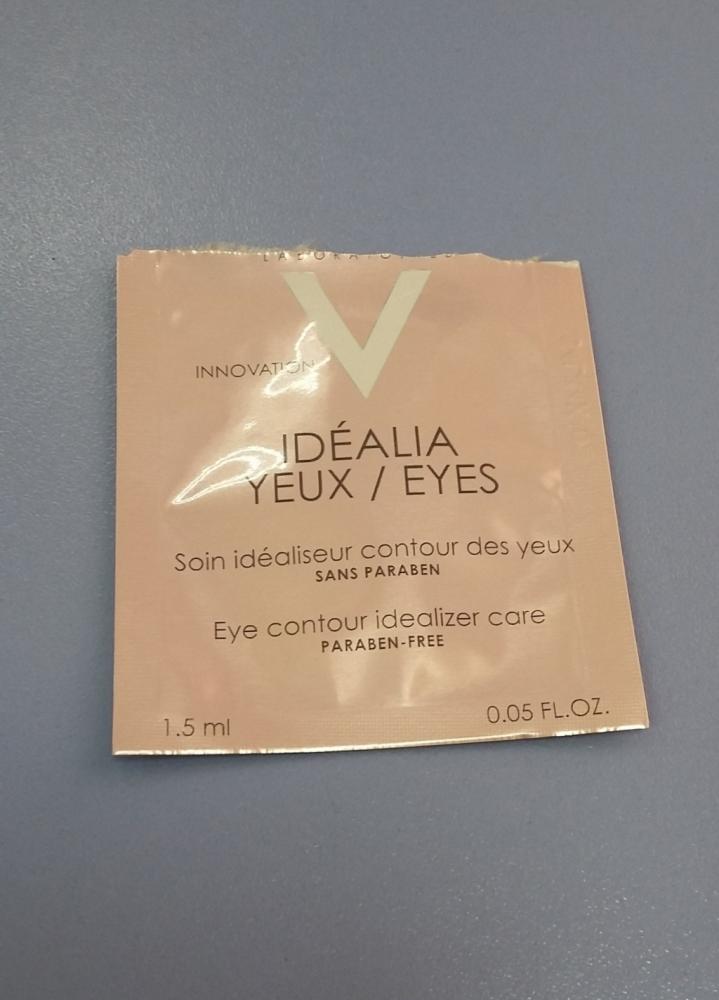 V
INNOVATION
IDÉALIA
YEUX / EYES
Soin idéaliseur contour des yeux
SANS PARABEN
Eye contour idealizer care
PARABEN-FREE
1.5 ml
0.05 FL.OZ.